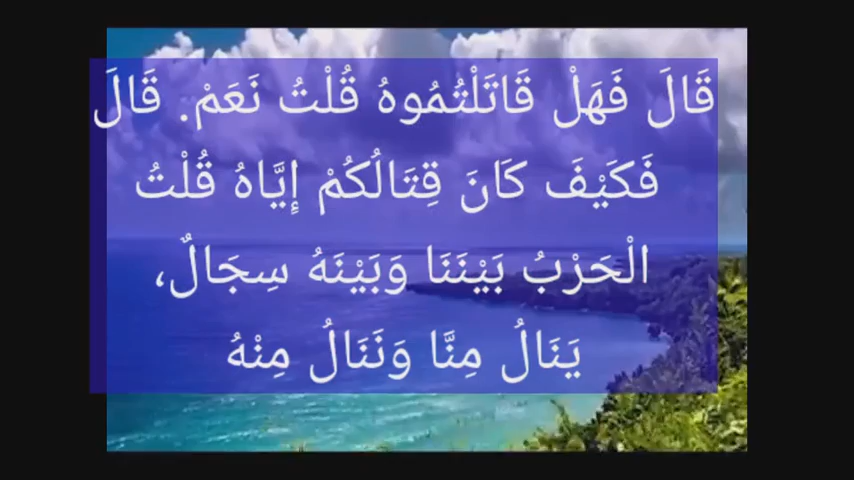 قَالَ فَهَلْ قَاتَلْتُمُوهُ قُلْتُ نَعَمْ. قَالَ
فَكَيْفَ كَانَ قِتَالُكُمْ إِيَّاهُ قُلْتُ
الْحَرْبُ بَيْنَنَا وَبَيْنَهُ سِجَالٌ،
يَنَالُ مِنَّا وَنَنَالُ مِنْهُ